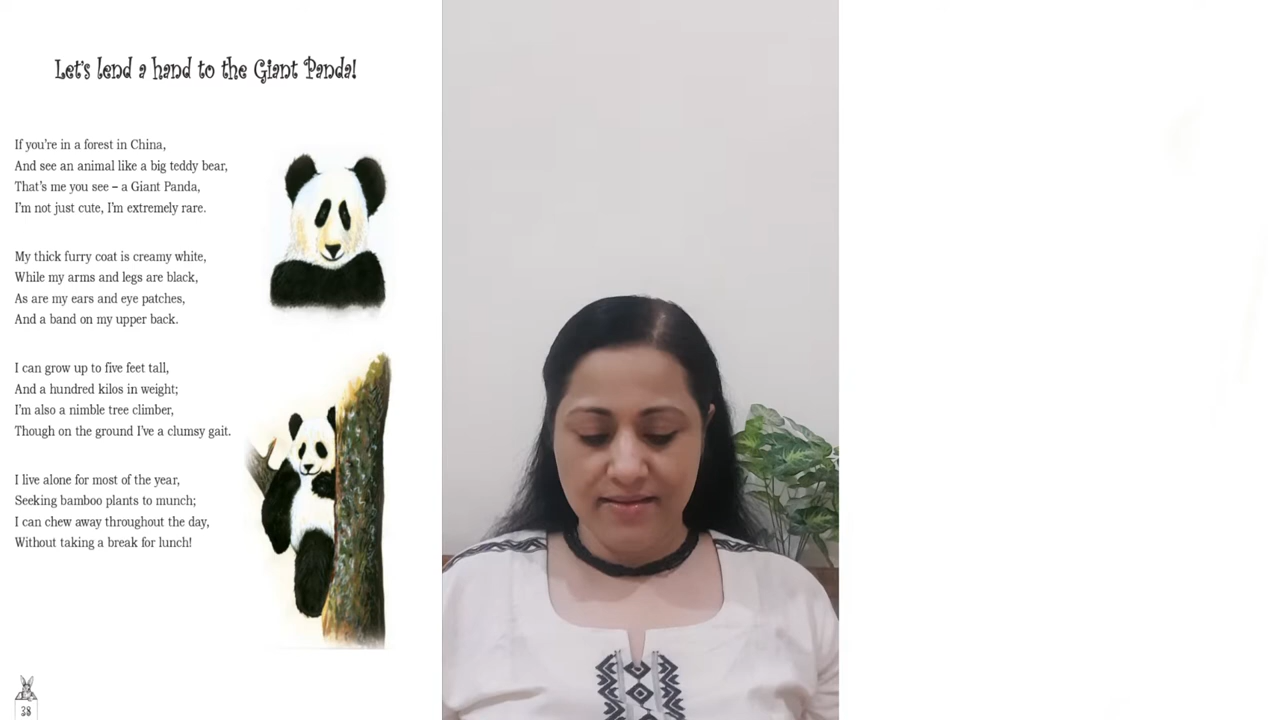 Let's lend a hand to the Giant Panda!
If you're in a forest in China,
And see an animal like a big teddy bear,
That's me you see – a Giant Panda,
I'm not just cute, I'm extremely rare.
My thick furry coat is creamy white,
While my arms and legs are black,
As are my ears and eye patches,
And a band on my upper back.
I can grow up to five feet tall,
And a hundred kilos in weight;
I'm also a nimble tree climber,
Though on the ground I've a clumsy gait.
I live alone for most of the year,
Seeking bamboo plants to munch;
I can chew away throughout the day,
Without taking a break for lunch!
38